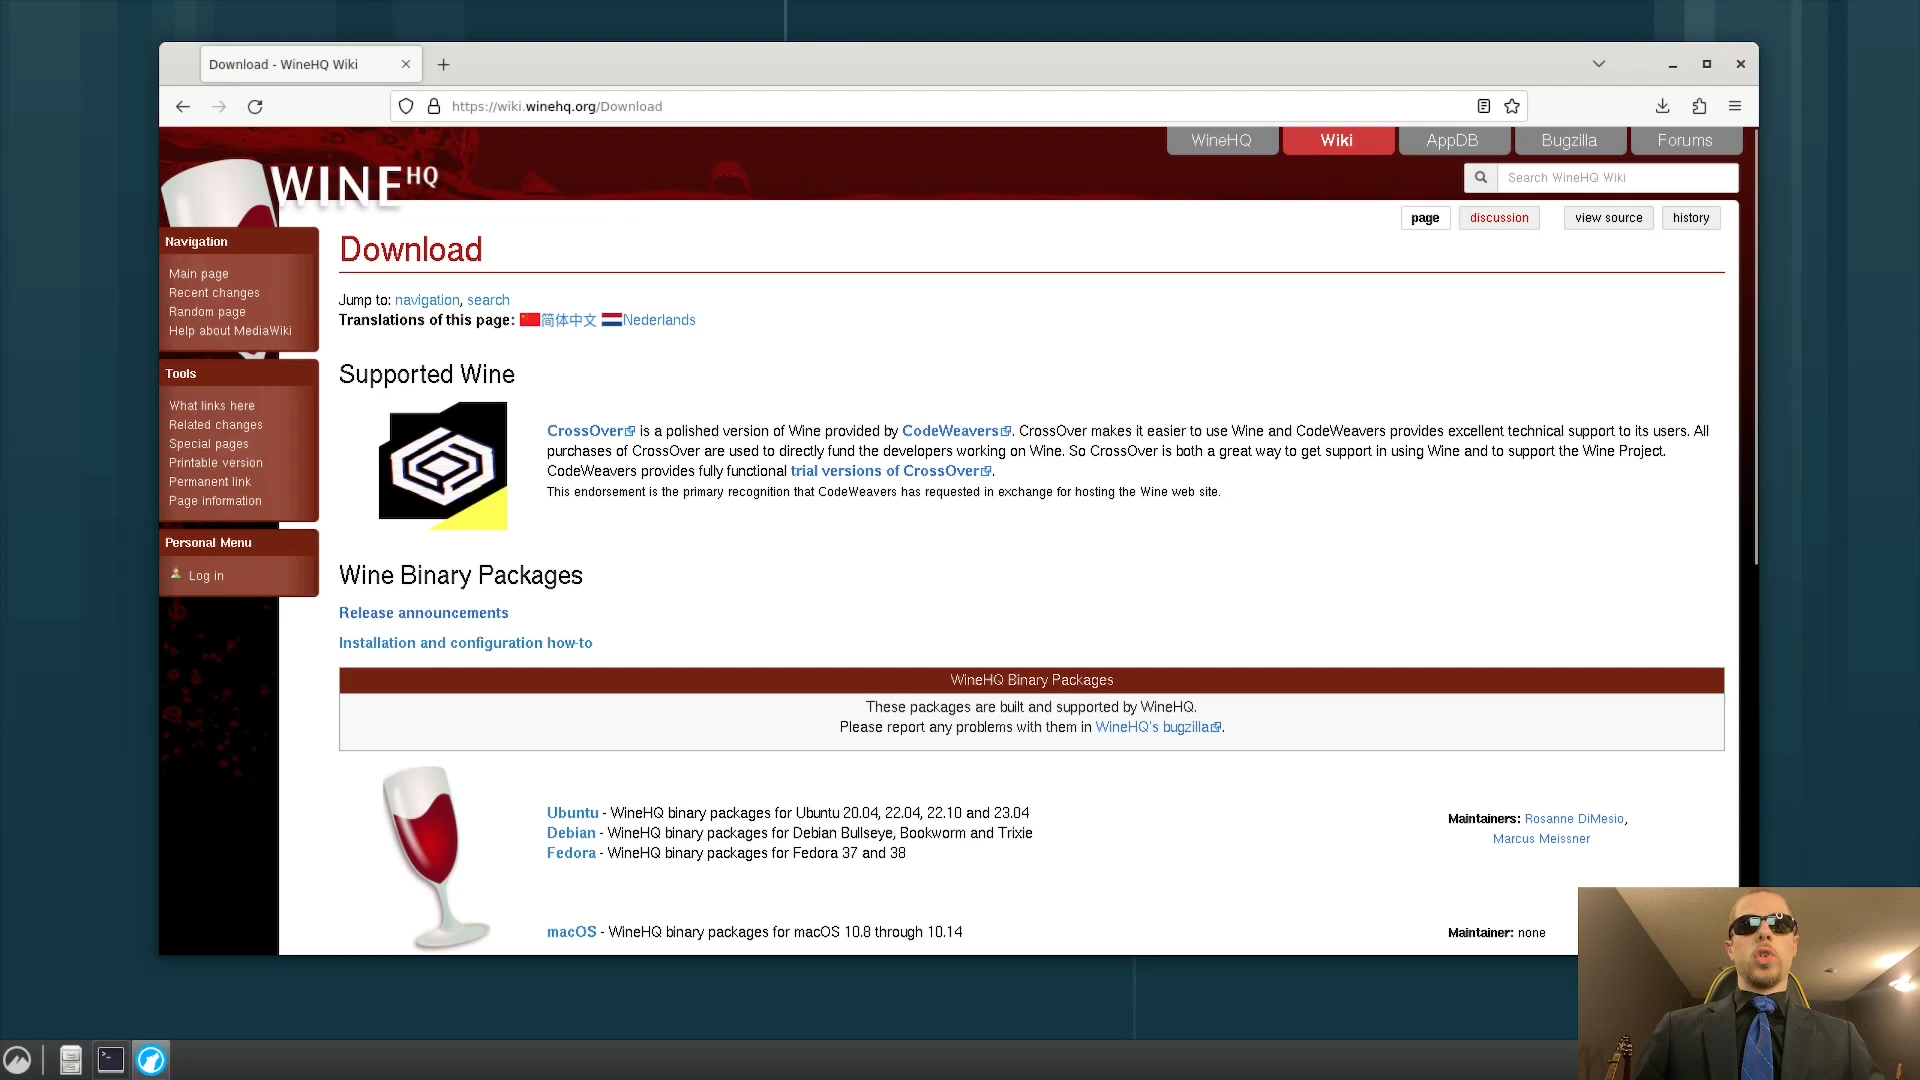 Download - WineHQ Wiki
https://wiki.winehq.org/Download
WineHQ
Wiki
AppDB
Bugzilla
Forums
WINE HQ
Search WineHQ Wiki
page
discussion
view source
history
Navigation
Main page
Recent changes
Random page
Help about MediaWiki
Tools
What links here
Related changes
Special pages
Printable version
Permanent link
Page information
Personal Menu
Log in
Download
Jump to: navigation, search
Translations of this page: 简体中文 Nederlands
Supported Wine
CrossOver is a polished version of Wine provided by CodeWeavers. CrossOver makes it easier to use Wine and CodeWeavers provides excellent technical support to its users. All
purchases of CrossOver are used to directly fund the developers working on Wine. So CrossOver is both a great way to get support in using Wine and to support the Wine Project.
CodeWeavers provides fully functional trial versions of CrossOver.
This endorsement is the primary recognition that CodeWeavers has requested in exchange for hosting the Wine web site.
Wine Binary Packages
Release announcements
Installation and configuration how-to
WineHQ Binary Packages
These packages are built and supported by WineHQ.
Please report any problems with them in WineHQ's bugzilla.
Ubuntu - WineHQ binary packages for Ubuntu 20.04, 22.04, 22.10 and 23.04
Debian - WineHQ binary packages for Debian Bullseye, Bookworm and Trixie
Fedora - WineHQ binary packages for Fedora 37 and 38
Maintainers: Rosanne DiMesio,
Marcus Meissner
macOS - WineHQ binary packages for macOS 10.8 through 10.14
Maintainer: none